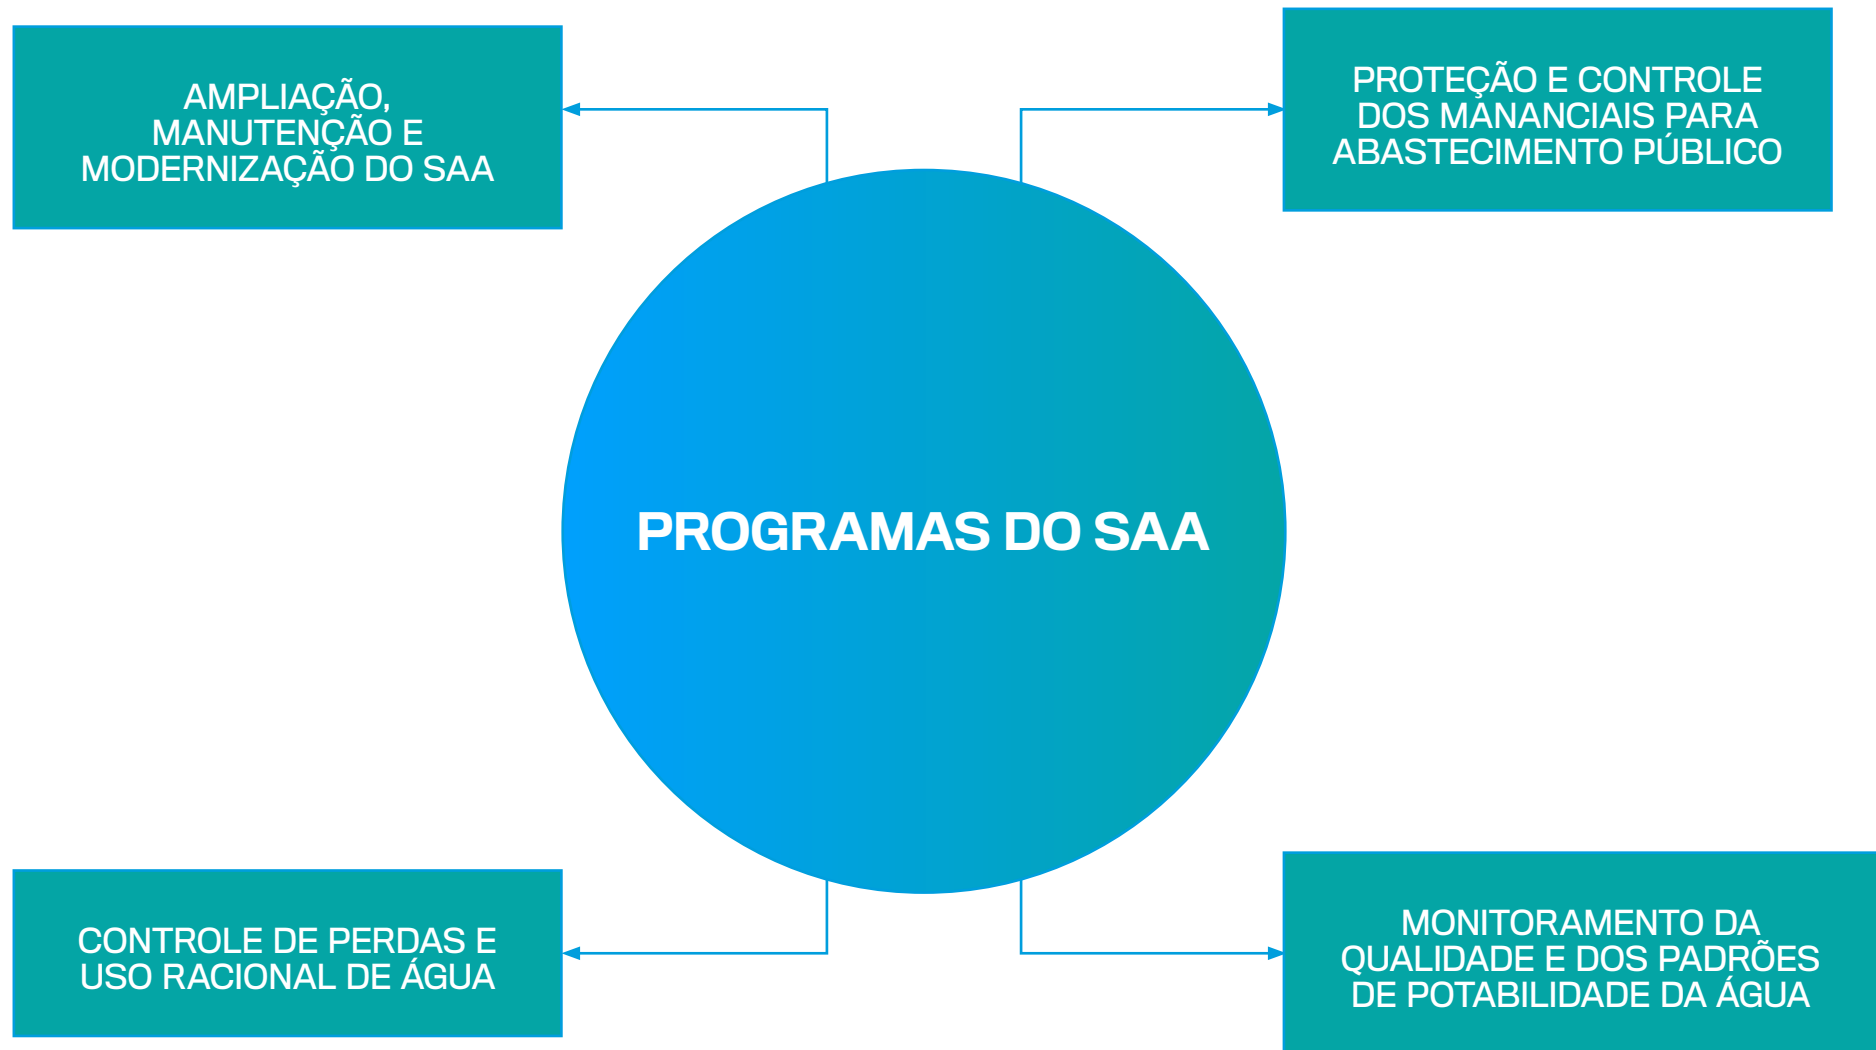 AMPLIAÇÃO,
MANUTENÇÃO E
MODERNIZAÇÃO DO SAA
PROTEÇÃO E CONTROLE
DOS MANANCIAIS PARA
ABASTECIMENTO PÚBLICO
PROGRAMAS DO SAA
CONTROLE DE PERDAS E
USO RACIONAL DE ÁGUA
MONITORAMENTO DA
QUALIDADE E DOS PADRÕES
DE POTABILIDADE DA ÁGUA